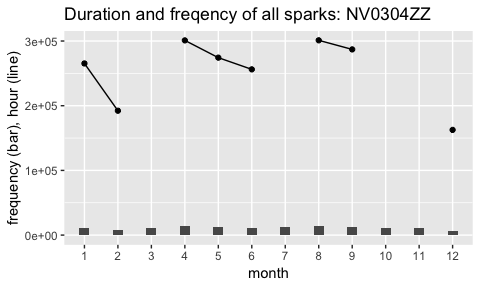 Duration and freqency of all sparks: NV0304ZZ
frequency (bar), hour (line)
3e+05
2e+05
1e+05
0e+00
1 2 3 4 5 6 7 8 9 10 11 12
month